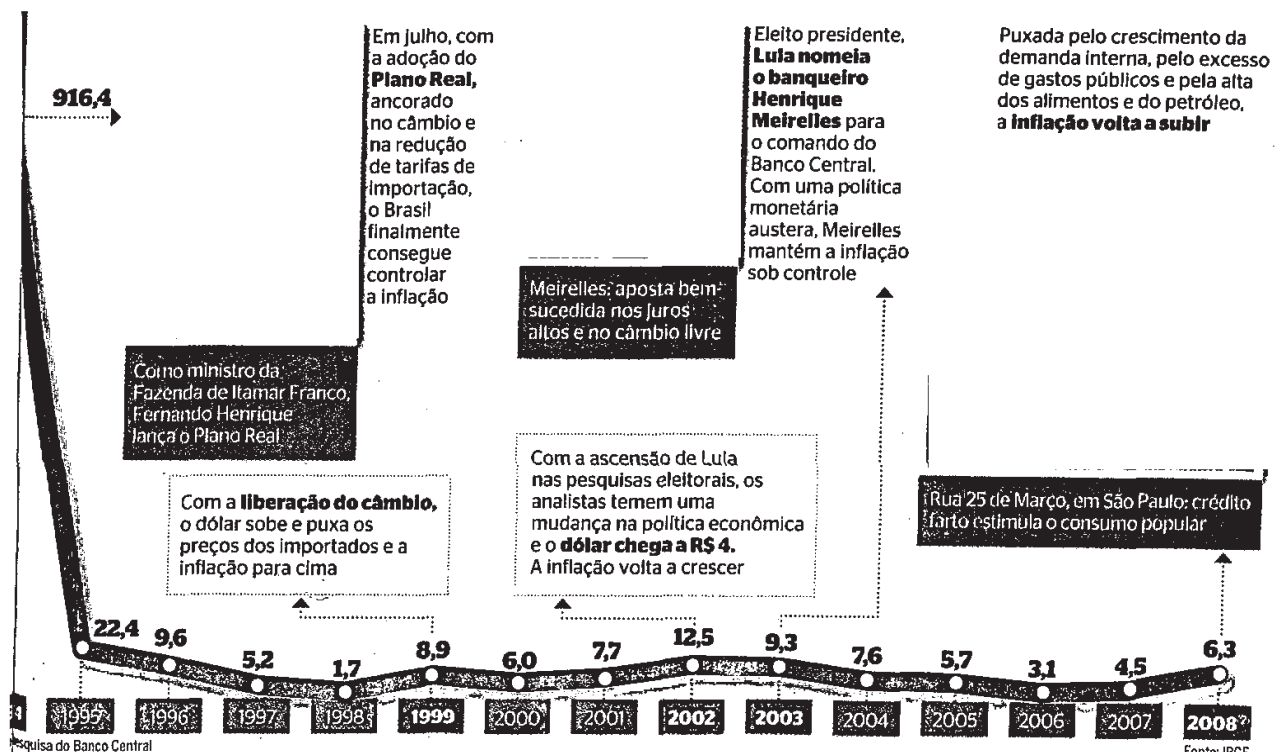 916,4
Em julho, com
a adoção do
Plano Real,
ancorado
no câmbio e
na redução
de tarifas de
importação,
o Brasil
finalmente
consegue
controlar
a inflação
Como ministro da
Fazenda de Itamar Franco,
Fernando Henrique
lança o Plano Real
Com a liberação do câmbio,
o dólar sobe e puxa os
preços dos importados e a
inflação para cima
Eleito presidente,
Lula nomeia
o banqueiro
Henrique
Meirelles para
o comando do
Banco Central.
Com uma política
monetária
austera, Meirelles
mantém a inflação
sob controle
Meirelles: aposta bem-
sucedida nos juros
altos e no câmbio livre
Com a ascensão de Lula
nas pesquisas eleitorais, os
analistas temem uma
mudança na política econômica
e o dólar chega a R$ 4.
A inflação volta a crescer
Puxada pelo crescimento da
demanda interna, pelo excesso
de gastos públicos e pela alta
dos alimentos e do petróleo,
a inflação volta a subir
Rua 25 de Março, em São Paulo: crédito
farto estimula o consumo popular
22,4 9,6 5,2 1,7 8,9 6,0 7,7 12,5 9,3 7,6 5,7 3,1 4,5 6,3
1995 1996 1997 1998 1999 2000 2001 2002 2003 2004 2005 2006 2007 2008
do Banco Central
Fonte: IBGE